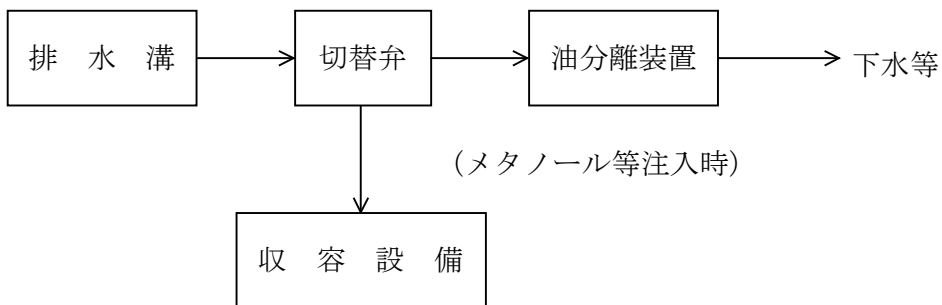 排　水　溝
切替弁
油分離装置
下水等
（メタノール等注入時）
収　容　設　備